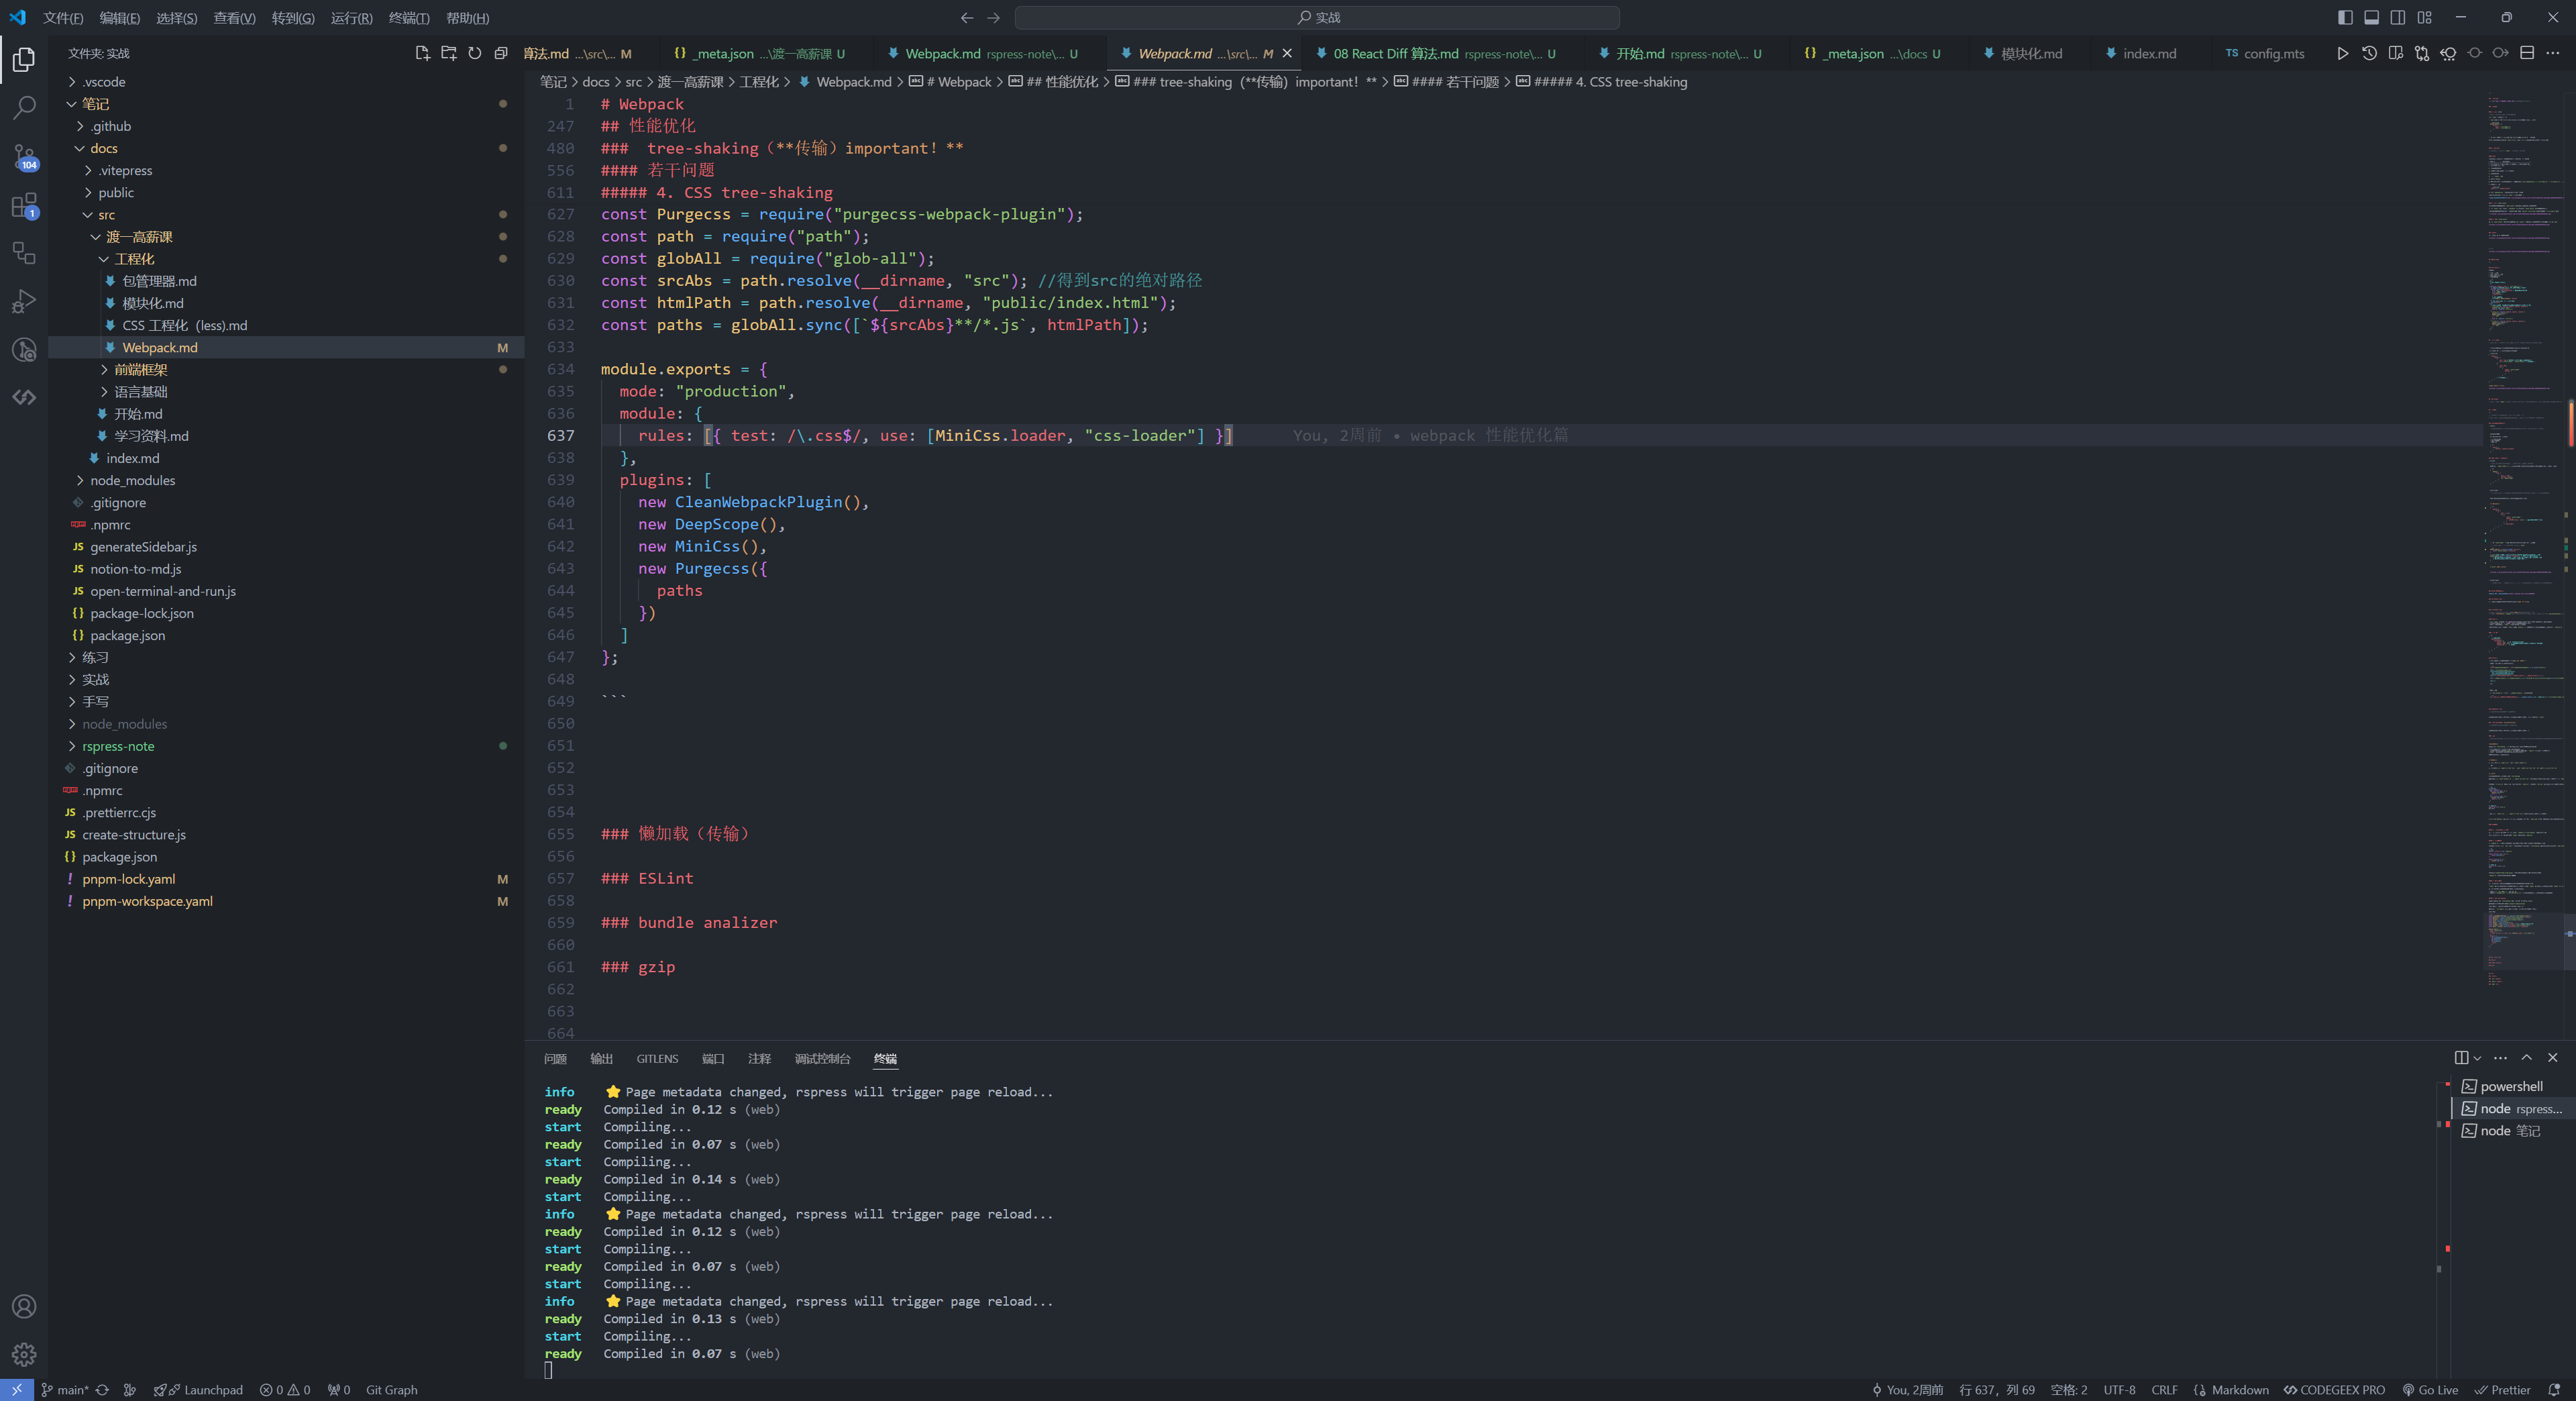 文件(F) 编辑(E) 选择(S) 查看(V) 转到(G) 运行(R) 终端(T) 帮助(H)
实战
文件夹: 实战
算法.md ...\src\... M
_meta.json ...\渡一高薪课 U
Webpack.md rspress-note\... U
Webpack.md ...\src\... M
08 React Diff 算法.md rspress-note\... U
开始.md rspress-note\... U
_meta.json ...\docs U
模块化.md
index.md
TS config.mts
笔记 > docs > src > 渡一高薪课 > 工程化 > Webpack.md > # Webpack > ## 性能优化 > ### tree-shaking（**传输）important！** > #### 若干问题 > ##### 4. CSS tree-shaking
.vscode
笔记
.github
docs
.vitepress
public
src
渡一高薪课
工程化
包管理器.md
模块化.md
CSS 工程化（less).md
Webpack.md M
前端框架
语言基础
开始.md
学习资料.md
index.md
node_modules
.gitignore
.npmrc
JS generateSidebar.js
JS notion-to-md.js
JS open-terminal-and-run.js
{} package-lock.json
{} package.json
练习
实战
手写
node_modules
rspress-note
.gitignore
.npmrc
JS .prettierrc.cjs
JS create-structure.js
{} package.json
! pnpm-lock.yaml M
! pnpm-workspace.yaml M
104
1
1 # Webpack
247 ## 性能优化
480 ###  tree-shaking（**传输）important！**
556 #### 若干问题
611 ##### 4. CSS tree-shaking
627 const Purgecss = require("purgecss-webpack-plugin");
628 const path = require("path");
629 const globAll = require("glob-all");
630 const srcAbs = path.resolve(__dirname, "src"); //得到src的绝对路径
631 const htmlPath = path.resolve(__dirname, "public/index.html");
632 const paths = globAll.sync([`${srcAbs}**/*.js`, htmlPath]);
633
634 module.exports = {
635   mode: "production",
636   module: {
637     rules: [{ test: /\.css$/, use: [MiniCss.loader, "css-loader"] }] You, 2周前 • webpack 性能优化篇
638   },
639   plugins: [
640     new CleanWebpackPlugin(),
641     new DeepScope(),
642     new MiniCss(),
643     new Purgecss({
644       paths
645     })
646   ]
647 };
648
649 ```
650
651
652
653
654
655 ### 懒加载（传输）
656
657 ### ESLint
658
659 ### bundle analizer
660
661 ### gzip
662
663
664
问题 输出 GITLENS 端口 注释 调试控制台 终端
info ⭐ Page metadata changed, rspress will trigger page reload...
ready Compiled in 0.12 s (web)
start Compiling...
ready Compiled in 0.07 s (web)
start Compiling...
ready Compiled in 0.14 s (web)
start Compiling...
info ⭐ Page metadata changed, rspress will trigger page reload...
ready Compiled in 0.12 s (web)
start Compiling...
ready Compiled in 0.07 s (web)
start Compiling...
info ⭐ Page metadata changed, rspress will trigger page reload...
ready Compiled in 0.13 s (web)
start Compiling...
ready Compiled in 0.07 s (web)
powershell
node rspress...
node 笔记
main* Launchpad 0 0 0 Git Graph
You, 2周前 行 637，列 69 空格: 2 UTF-8 CRLF Markdown CODEGEEX PRO Go Live Prettier